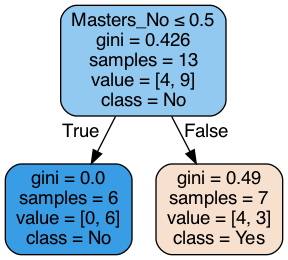 Masters_No ≤ 0.5
gini = 0.426
samples = 13
value = [4, 9]
class = No
True
False
gini = 0.0
samples = 6
value = [0, 6]
class = No
gini = 0.49
samples = 7
value = [4, 3]
class = Yes